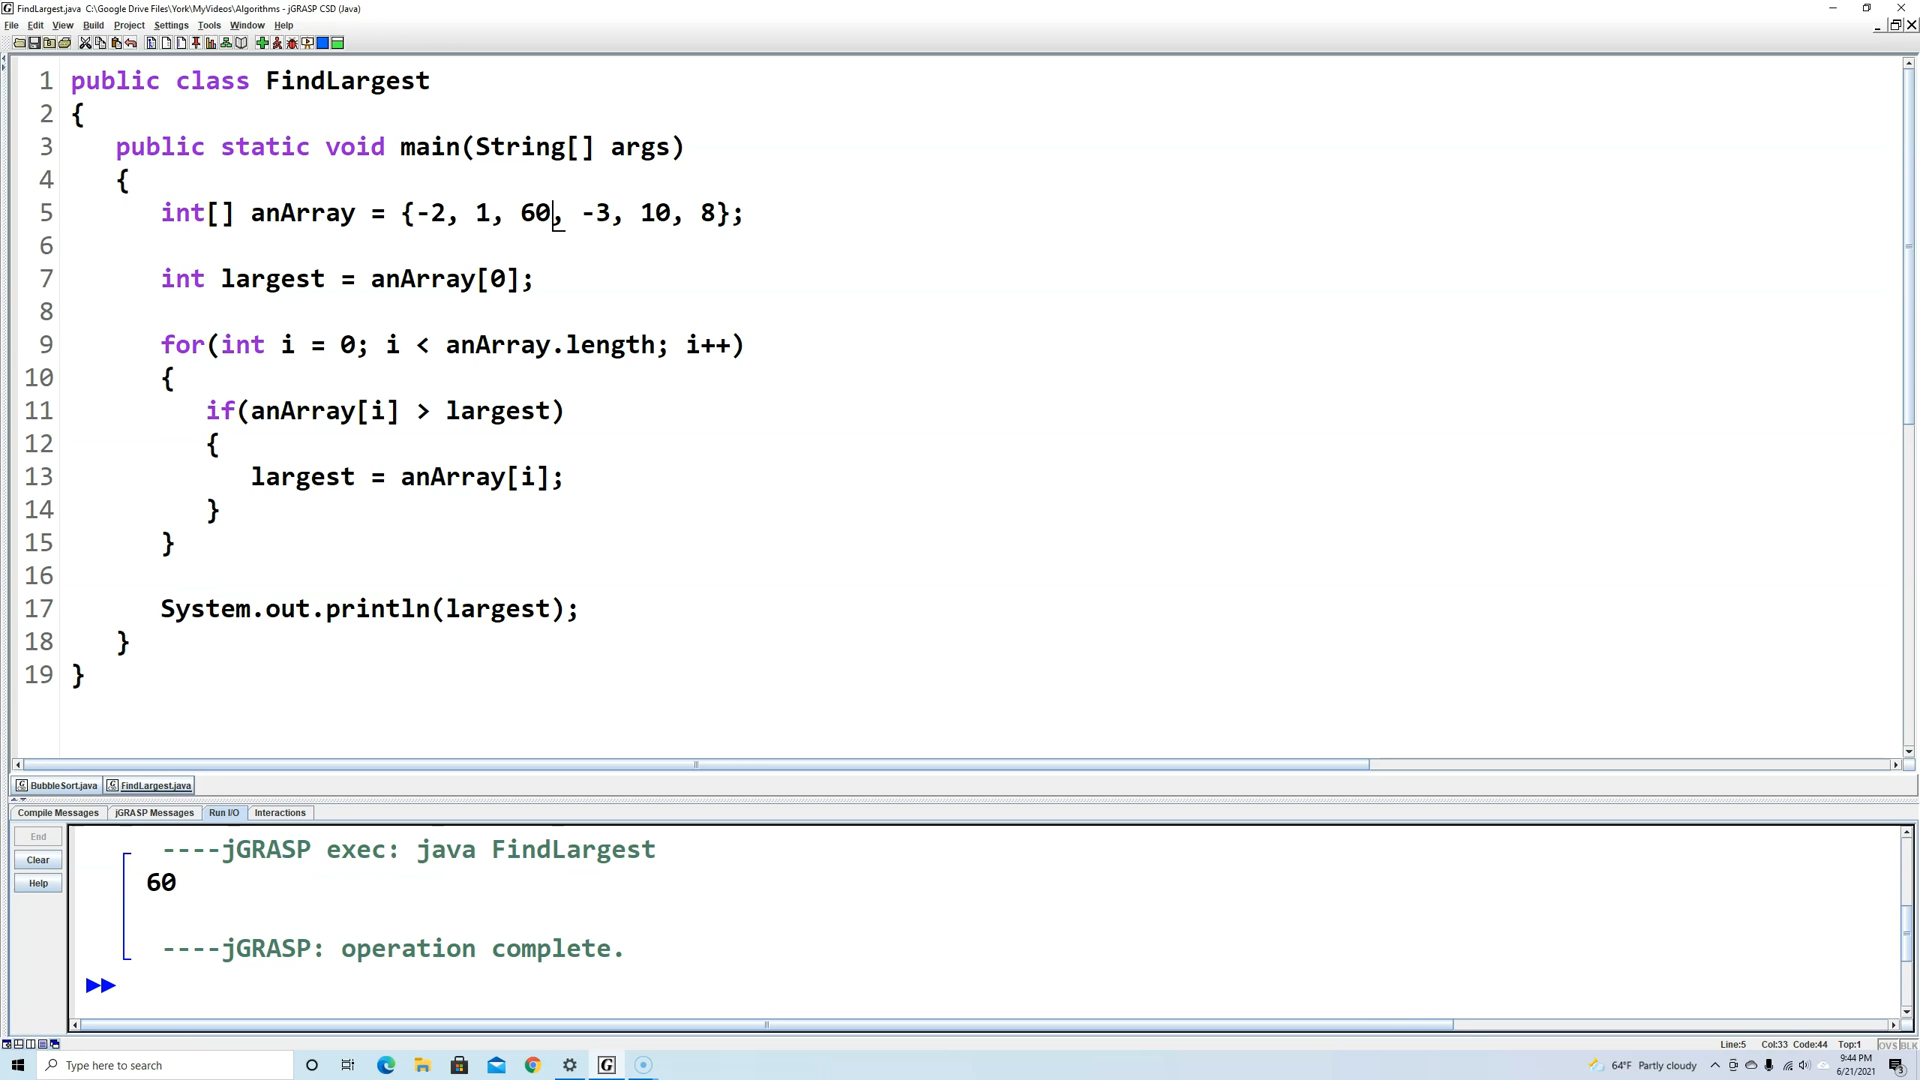 FindLargest.java C:\Google Drive Files\York\MyVideos\Algorithms - jGRASP CSD (Java)
File Edit View Build Project Settings Tools Window Help
1 public class FindLargest
2 {
3 public static void main(String[] args)
4 {
5 int[] anArray = {-2, 1, 60, -3, 10, 8};
6
7 int largest = anArray[0];
8
9 for(int i = 0; i < anArray.length; i++)
10 {
11 if(anArray[i] > largest)
12 {
13 largest = anArray[i];
14 }
15 }
16
17 System.out.println(largest);
18 }
19 }
BubbleSort.java FindLargest.java
Compile Messages jGRASP Messages Run I/O Interactions
End
Clear
Help
----jGRASP exec: java FindLargest
60
----jGRASP: operation complete.
Line:5 Col:33 Code:44 Top:1 OVS BLK
Type here to search
64°F Partly cloudy
9:44 PM
6/21/2021